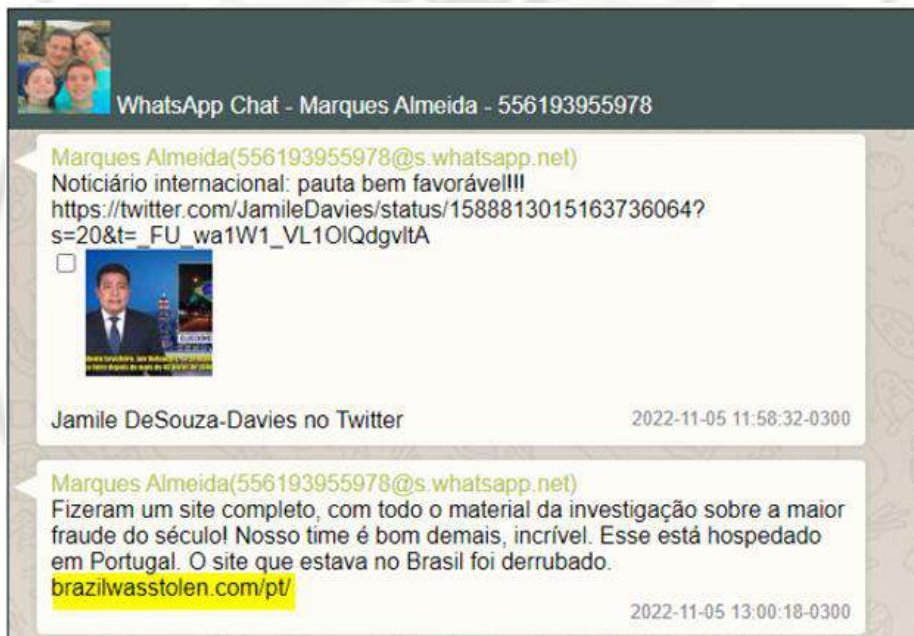 WhatsApp Chat - Marques Almeida - 556193955978
Marques Almeida(556193955978@s.whatsapp.net)
Noticiário internacional: pauta bem favorável!!!
https://twitter.com/JamileDavies/status/1588813015163736064?
s=20&t=_FU_wa1W1_VL1OlQdgvltA
Jamile DeSouza-Davies no Twitter
2022-11-05 11:58:32-0300
Marques Almeida(556193955978@s.whatsapp.net)
Fizeram um site completo, com todo o material da investigação sobre a maior
fraude do século! Nosso time é bom demais, incrível. Esse está hospedado
em Portugal. O site que estava no Brasil foi derrubado.
brazilwasstolen.com/pt/
2022-11-05 13:00:18-0300